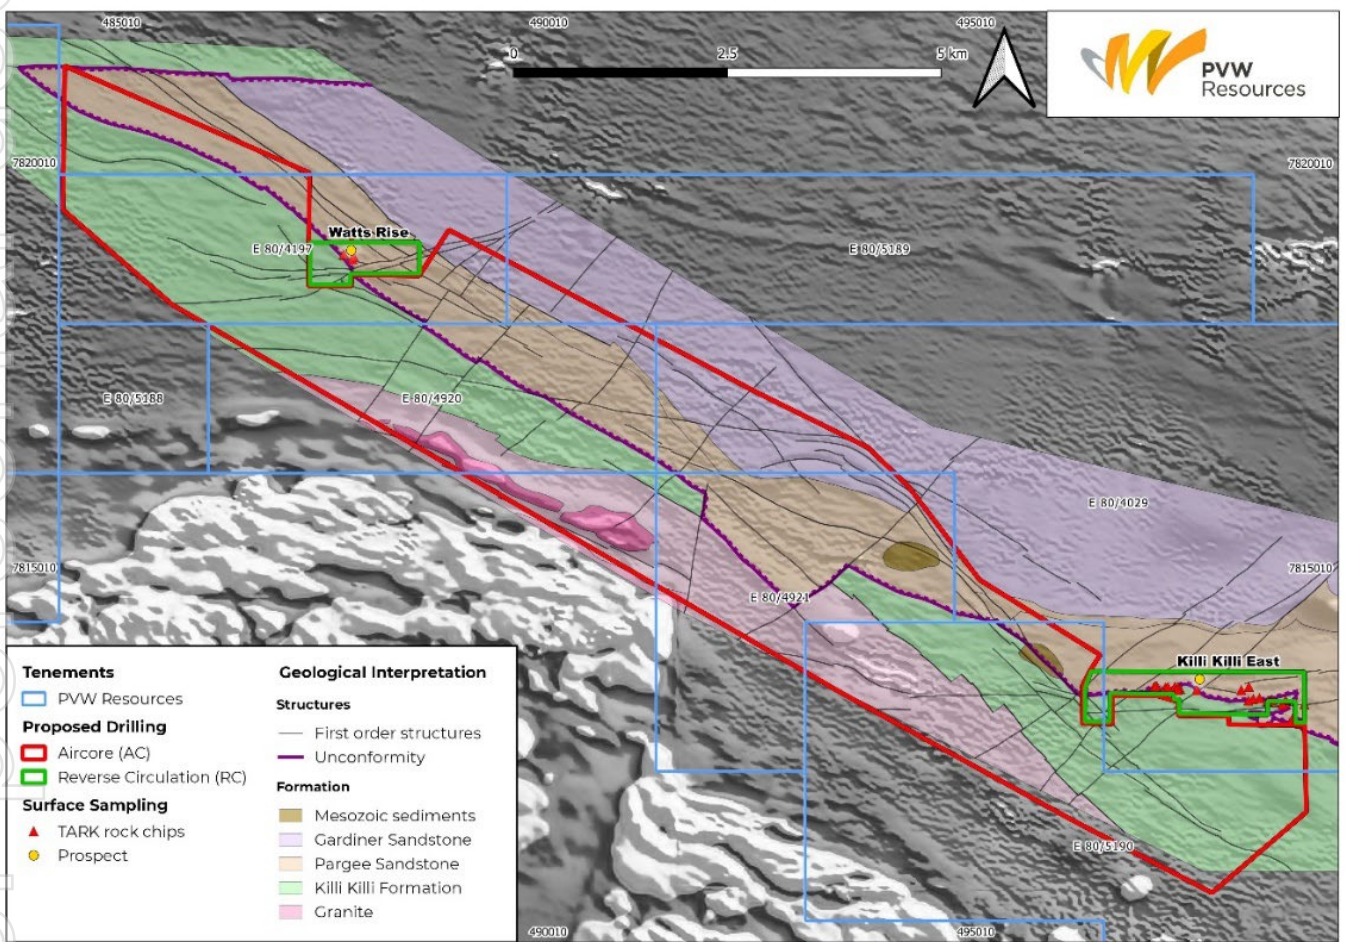 485010
490010
495010
0
2.5
5 km
PVW
Resources
7820010
7820010
Watts Rise
E 80/4197
E 80/5189
E 80/5188
E 80/4920
E 80/4029
7815010
7815010
E 80/4921
Killi Killi East
E 80/5190
Tenements
PVW Resources
Proposed Drilling
Aircore (AC)
Reverse Circulation (RC)
Surface Sampling
TARK rock chips
Prospect
Geological Interpretation
Structures
First order structures
Unconformity
Formation
Mesozoic sediments
Gardiner Sandstone
Pargee Sandstone
Killi Killi Formation
Granite
490010
495010